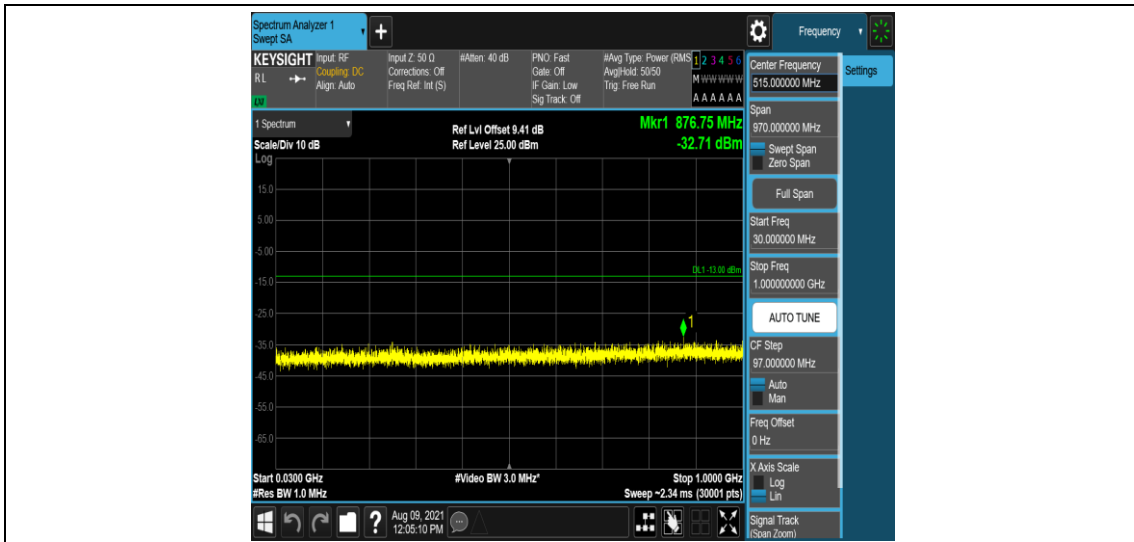 Spectrum Analyzer 1
Swept SA
Frequency
KEYSIGHT
RL
LM
Input: RF
Coupling: DC
Align: Auto
Input Z: 50 Ω
Corrections: Off
Freq Ref: Int (S)
#Atten: 40 dB
PNO: Fast
Gate: Off
IF Gain: Low
Sig Track: Off
#Avg Type: Power (RMS
Avg|Hold: 50/50
Trig: Free Run
1 2 3 4 5 6
M W W W W W
A A A A A A
1 Spectrum
Scale/Div 10 dB
Ref Lvl Offset 9.41 dB
Ref Level 25.00 dBm
Mkr1 876.75 MHz
-32.71 dBm
Log
15.0
5.00
-5.00
-15.0
-25.0
-35.0
-45.0
-55.0
-65.0
DL1 -13.00 dBm
1
Start 0.0300 GHz
#Res BW 1.0 MHz
#Video BW 3.0 MHz*
Stop 1.0000 GHz
Sweep ~2.34 ms (30001 pts)
Center Frequency
515.000000 MHz
Settings
Span
970.000000 MHz
Swept Span
Zero Span
Full Span
Start Freq
30.000000 MHz
Stop Freq
1.000000000 GHz
AUTO TUNE
CF Step
97.000000 MHz
Auto
Man
Freq Offset
0 Hz
X Axis Scale
Log
Lin
Signal Track
(Span Zoom)
?
Aug 09, 2021
12:05:10 PM